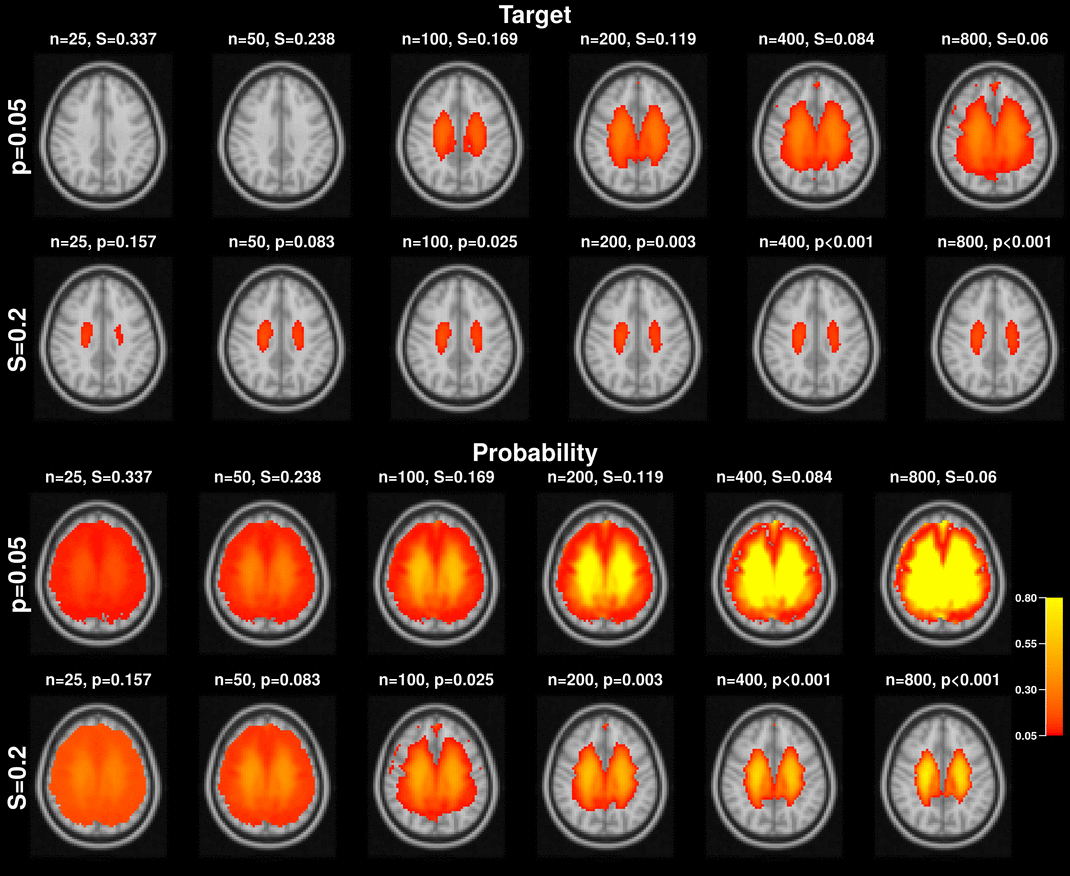 Target
n=25, S=0.337 n=50, S=0.238 n=100, S=0.169 n=200, S=0.119 n=400, S=0.084 n=800, S=0.06
p=0.05
n=25, p=0.157 n=50, p=0.083 n=100, p=0.025 n=200, p=0.003 n=400, p<0.001 n=800, p<0.001
S=0.2
Probability
n=25, S=0.337 n=50, S=0.238 n=100, S=0.169 n=200, S=0.119 n=400, S=0.084 n=800, S=0.06
p=0.05
0.80
0.55
0.30
0.05
n=25, p=0.157 n=50, p=0.083 n=100, p=0.025 n=200, p=0.003 n=400, p<0.001 n=800, p<0.001
S=0.2